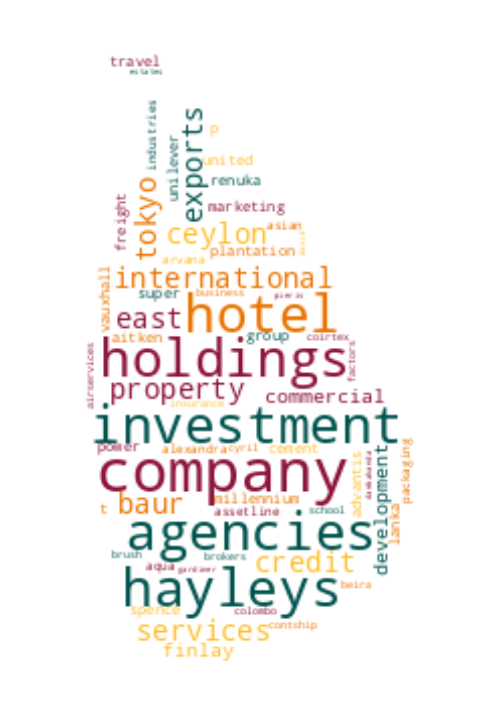 travel
estates
industries
exports
p
unilever
united
renuka
tokyo
freight
marketing
asian
ceylon
plantation
arvana
international
vauxhall
super
business
pieris
hotel
east
aitken
group
coirtex
holdings
factors
airservices
property
commercial
insurance
investment
power
alexandra
cyril
cement
company
packaging
advantis
development
lanka
t
baur
millennium
assetline
school
agencies
brush
brokers
credit
aqua
gardiner
hayleys
beira
spence
colombo
services
contship
finlay